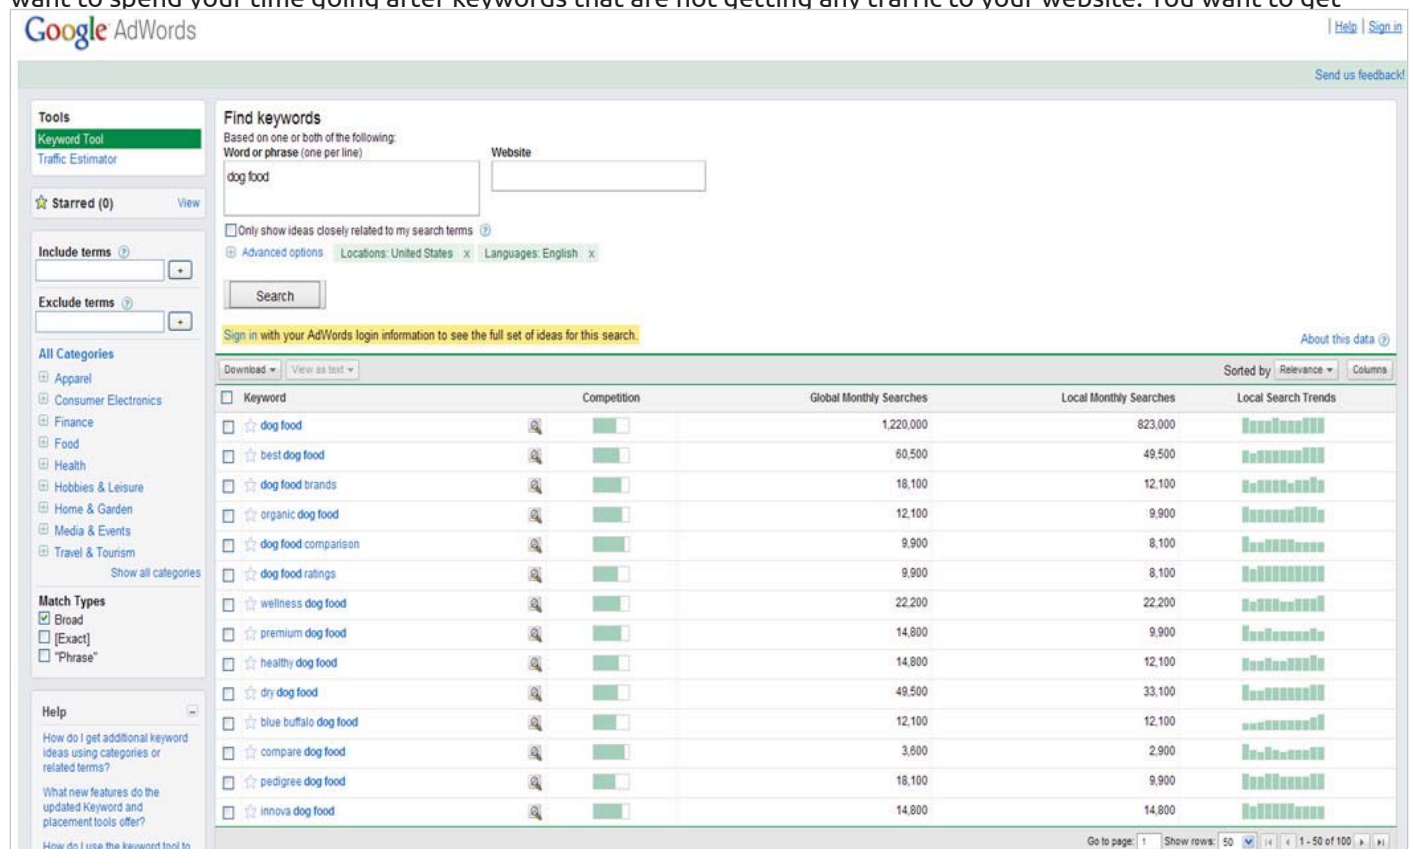 want to spend your time going after keywords that are not getting any traffic to your website. You want to get
Google AdWords
Help | Sign in
Send us feedback!
Tools
Keyword Tool
Traffic Estimator
Starred (0) View
Include terms
+
Exclude terms
+
All Categories
Apparel
Consumer Electronics
Finance
Food
Health
Hobbies & Leisure
Home & Garden
Media & Events
Travel & Tourism
Show all categories
Match Types
Broad
[Exact]
"Phrase"
Help
How do I get additional keyword
ideas using categories or
related terms?
What new features do the
updated Keyword and
placement tools offer?
How do I use the keyword tool to
Find keywords
Based on one or both of the following:
Word or phrase (one per line) Website
dog food
Only show ideas closely related to my search terms
Advanced options Locations: United States x Languages: English x
Search
Sign in with your AdWords login information to see the full set of ideas for this search.
About this data
Download View as text Sorted by Relevance Columns
Keyword Competition Global Monthly Searches Local Monthly Searches Local Search Trends
dog food 1,220,000 823,000
best dog food 60,500 49,500
dog food brands 18,100 12,100
organic dog food 12,100 9,900
dog food comparison 9,900 8,100
dog food ratings 9,900 8,100
wellness dog food 22,200 22,200
premium dog food 14,800 9,900
healthy dog food 14,800 12,100
dry dog food 49,500 33,100
blue buffalo dog food 12,100 12,100
compare dog food 3,600 2,900
pedigree dog food 18,100 9,900
innova dog food 14,800 14,800
Go to page: 1 Show rows: 50 1 - 50 of 100